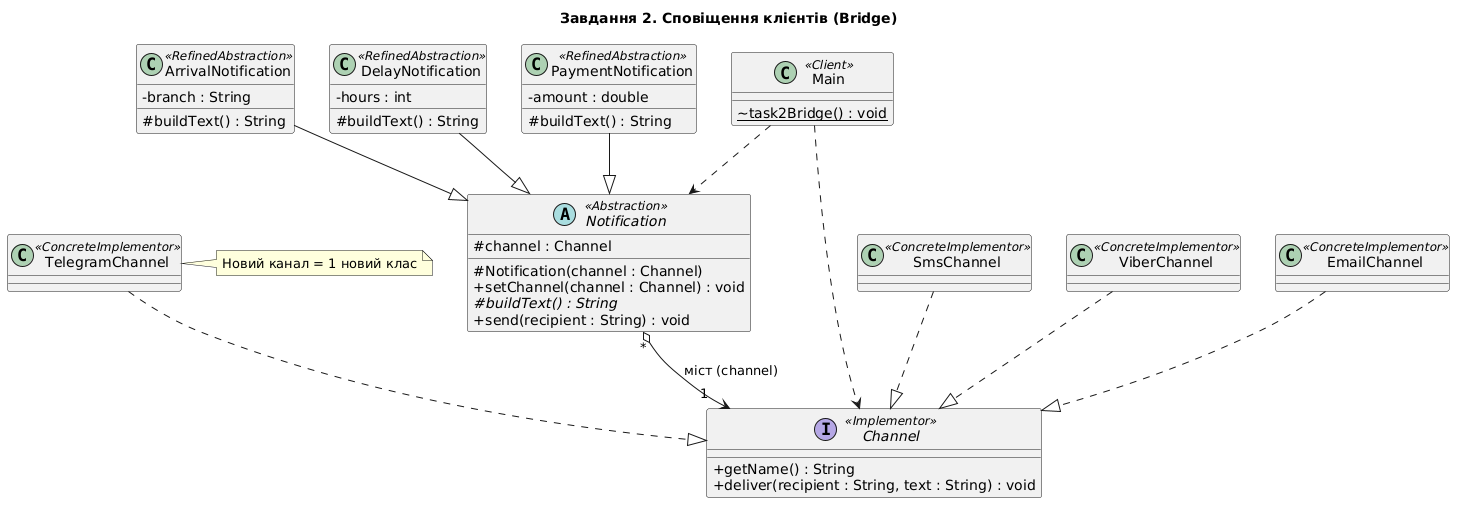 Завдання 2. Сповіщення клієнтів (Bridge)
C «RefinedAbstraction»
ArrivalNotification
-branch : String
#buildText() : String
C «RefinedAbstraction»
DelayNotification
-hours : int
#buildText() : String
C «RefinedAbstraction»
PaymentNotification
-amount : double
#buildText() : String
C «Client»
Main
~task2Bridge() : void
A «Abstraction»
Notification
#channel : Channel
#Notification(channel : Channel)
+setChannel(channel : Channel) : void
#buildText() : String
+send(recipient : String) : void
C «ConcreteImplementor»
TelegramChannel
Новий канал = 1 новий клас
C «ConcreteImplementor»
SmsChannel
C «ConcreteImplementor»
ViberChannel
C «ConcreteImplementor»
EmailChannel
*
міст (channel)
1
I «Implementor»
Channel
+getName() : String
+deliver(recipient : String, text : String) : void